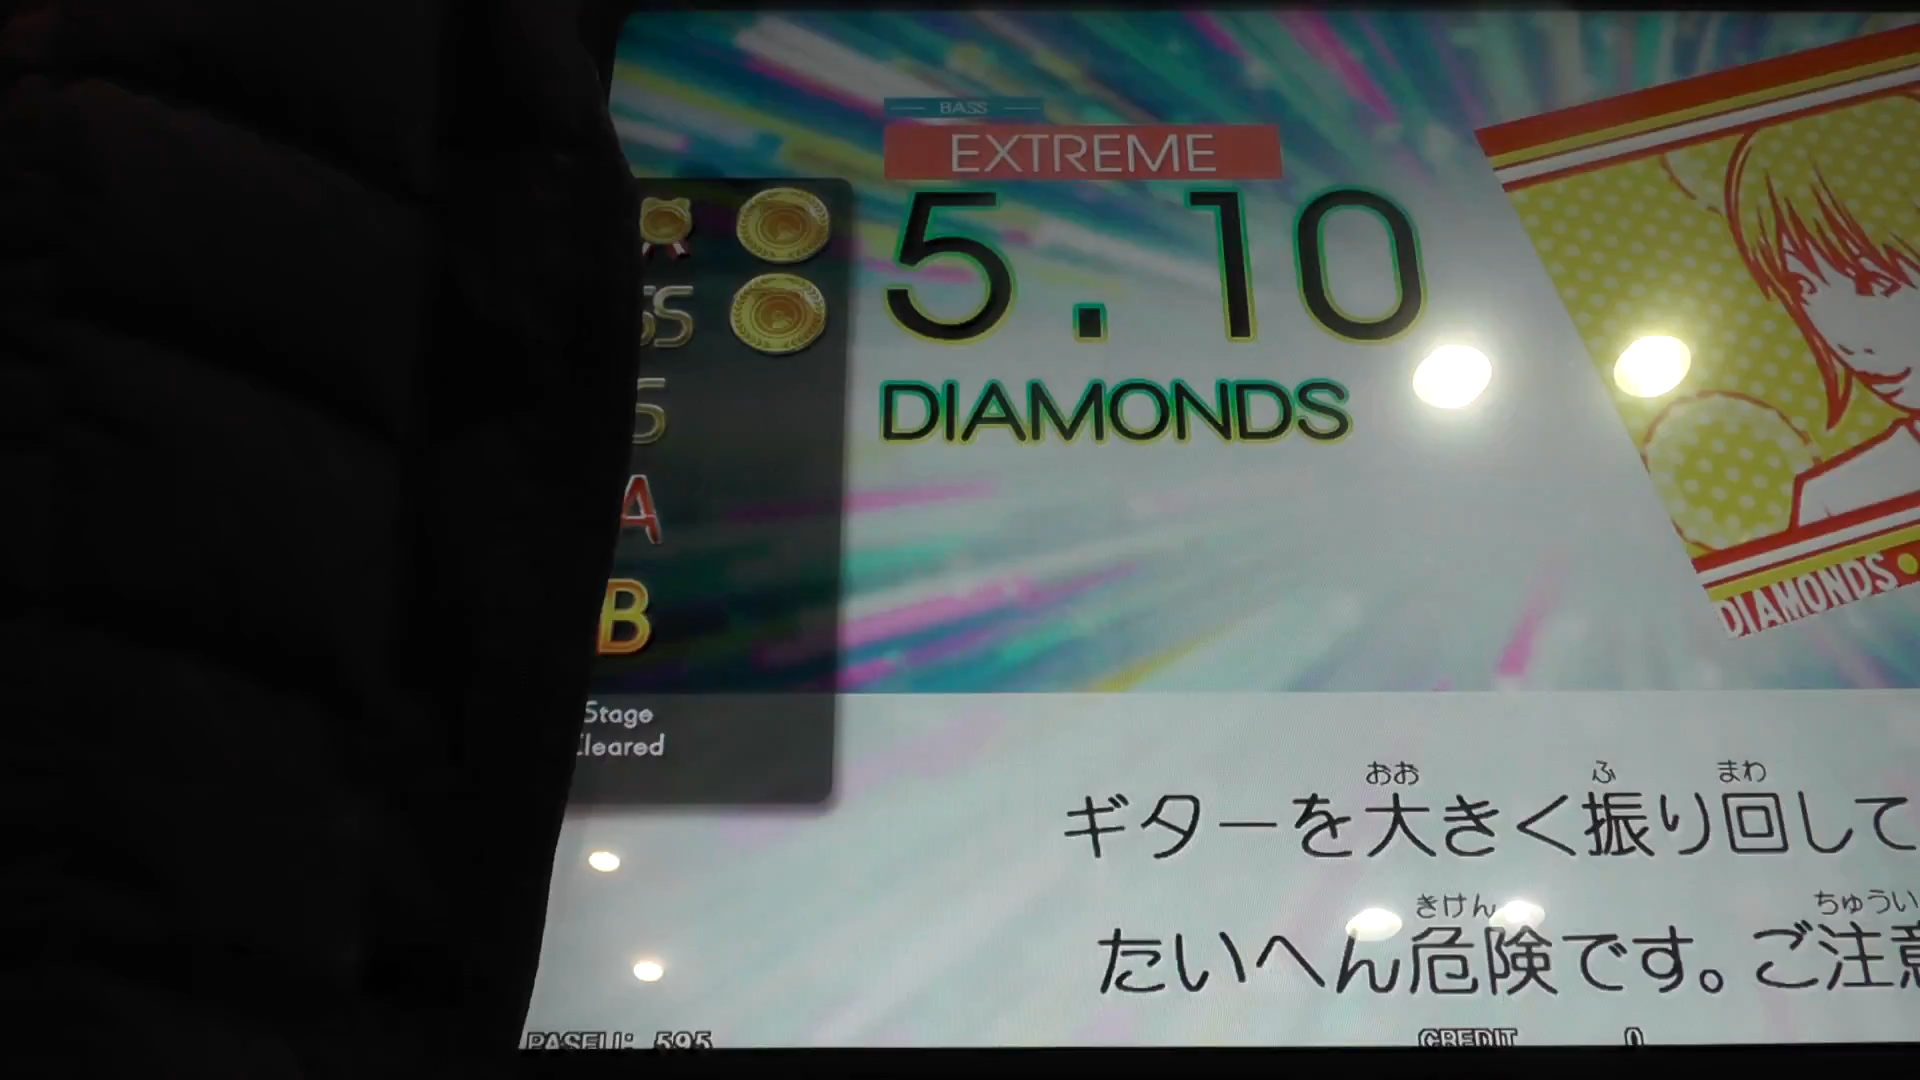 BASS
EXTREME
5.10
DIAMONDS
SS
S
A
B
Stage
Cleared
DIAMONDS
おお ふ まわ
ギターを大きく振り回して
きけん ちゅうい
たいへん危険です。ご注意
PASELI: 595
CREDIT 0